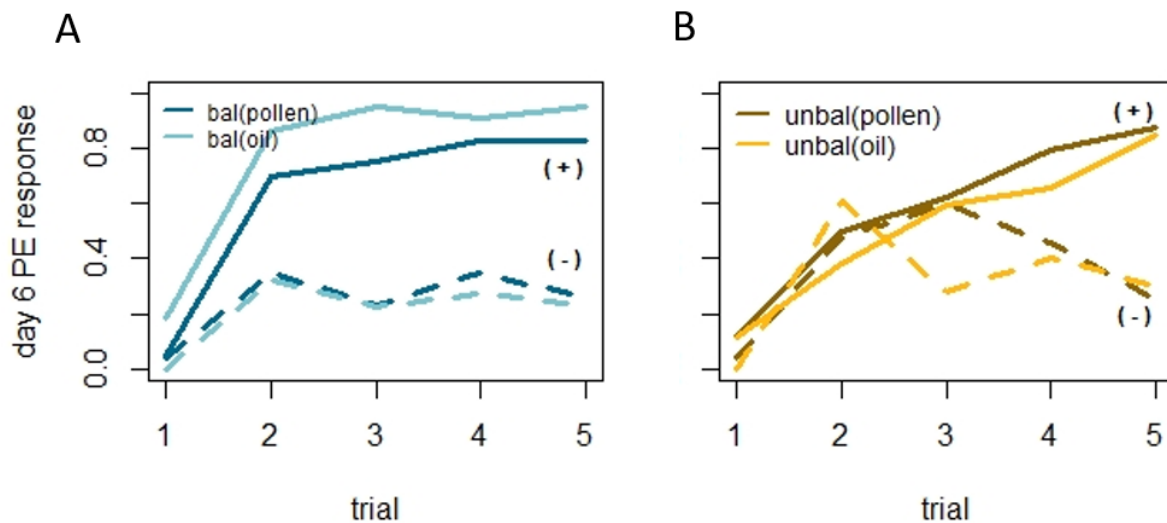 A
B
day 6 PE response
0.0
0.4
0.8
bal(pollen)
bal(oil)
(+)
(-)
1 2 3 4 5
trial
unbal(pollen)
unbal(oil)
(+)
(-)
1 2 3 4 5
trial